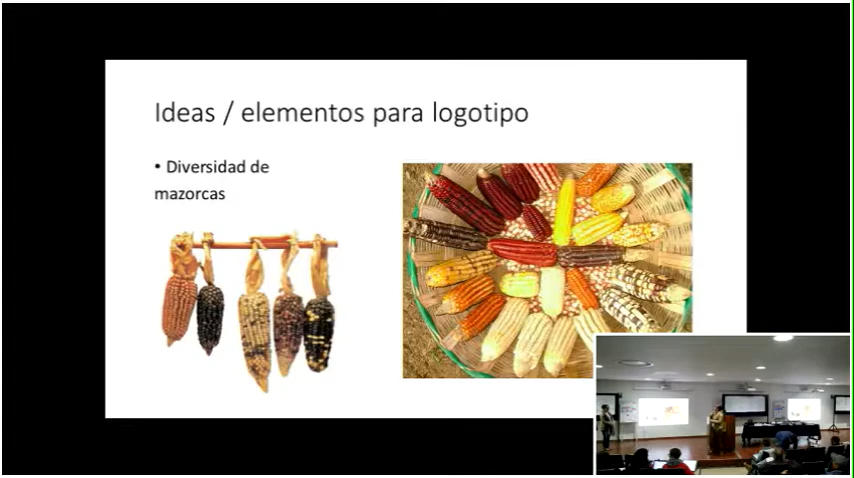 Ideas / elementos para logotipo
• Diversidad de
mazorcas